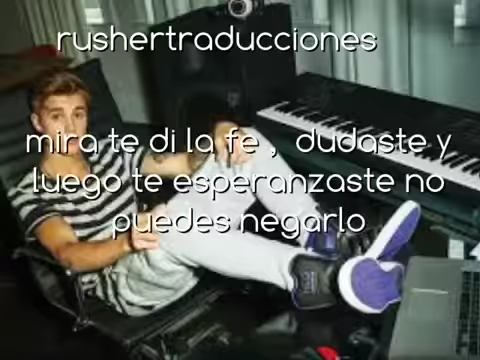 rushertraducciones
mira te di la fe , dudaste y
luego te esperanzaste no
puedes negarlo